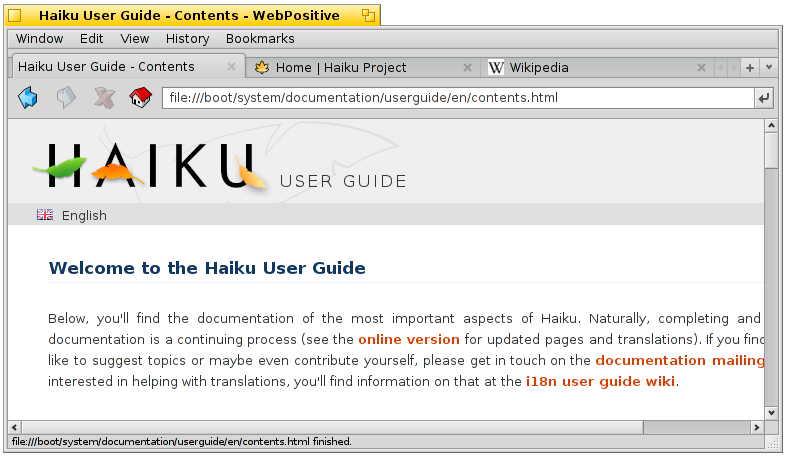 Haiku User Guide - Contents - WebPositive
Window Edit View History Bookmarks
Haiku User Guide - Contents Home | Haiku Project W Wikipedia
file:///boot/system/documentation/userguide/en/contents.html
HAIKU USER GUIDE
English
Welcome to the Haiku User Guide
Below, you'll find the documentation of the most important aspects of Haiku. Naturally, completing and
documentation is a continuing process (see the online version for updated pages and translations). If you find
like to suggest topics or maybe even contribute yourself, please get in touch on the documentation mailing
interested in helping with translations, you'll find information on that at the i18n user guide wiki.
file:///boot/system/documentation/userguide/en/contents.html finished.